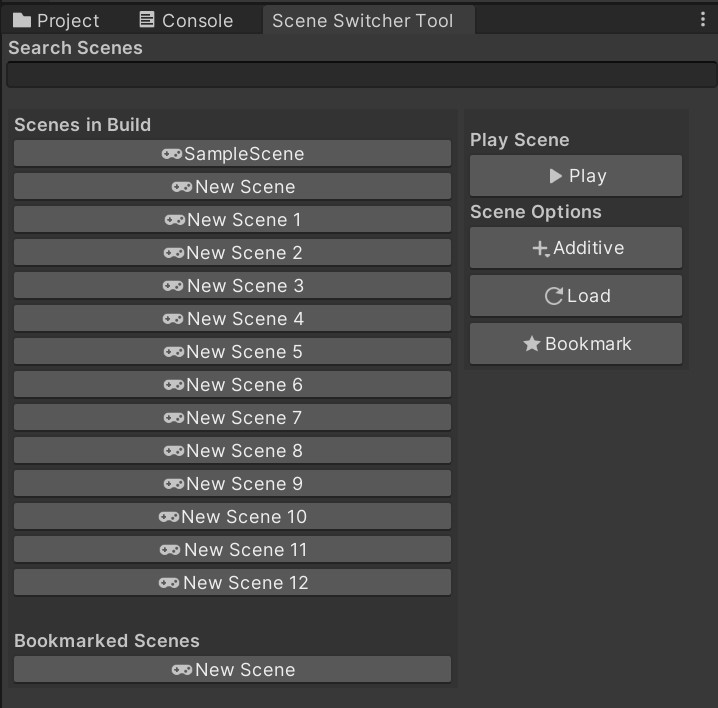 Project
Console
Scene Switcher Tool
Search Scenes
Scenes in Build
SampleScene
New Scene
New Scene 1
New Scene 2
New Scene 3
New Scene 4
New Scene 5
New Scene 6
New Scene 7
New Scene 8
New Scene 9
New Scene 10
New Scene 11
New Scene 12
Bookmarked Scenes
New Scene
Play Scene
Play
Scene Options
Additive
Load
Bookmark